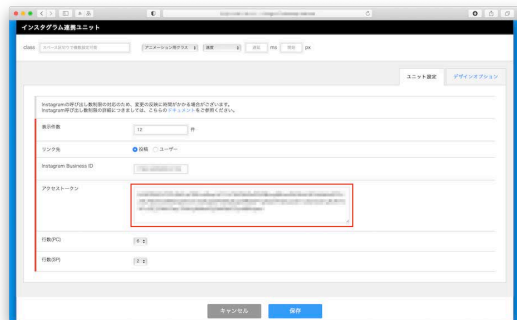 インスタグラム連携ユニット
class
アニメーション用クラス
速度
ms
px
ユニット設定
デザインオプション
Instagramの呼び出し数制限の対応のため、変更の反映に時間がかかる場合がございます。
Instagram呼び出し数制限の詳細につきましては、こちらのドキュメントをご参照ください。
表示件数
12
件
リンク先
投稿
ユーザー
Instagram Business ID
アクセストークン
行数(PC)
6
行数(SP)
2
キャンセル
保存